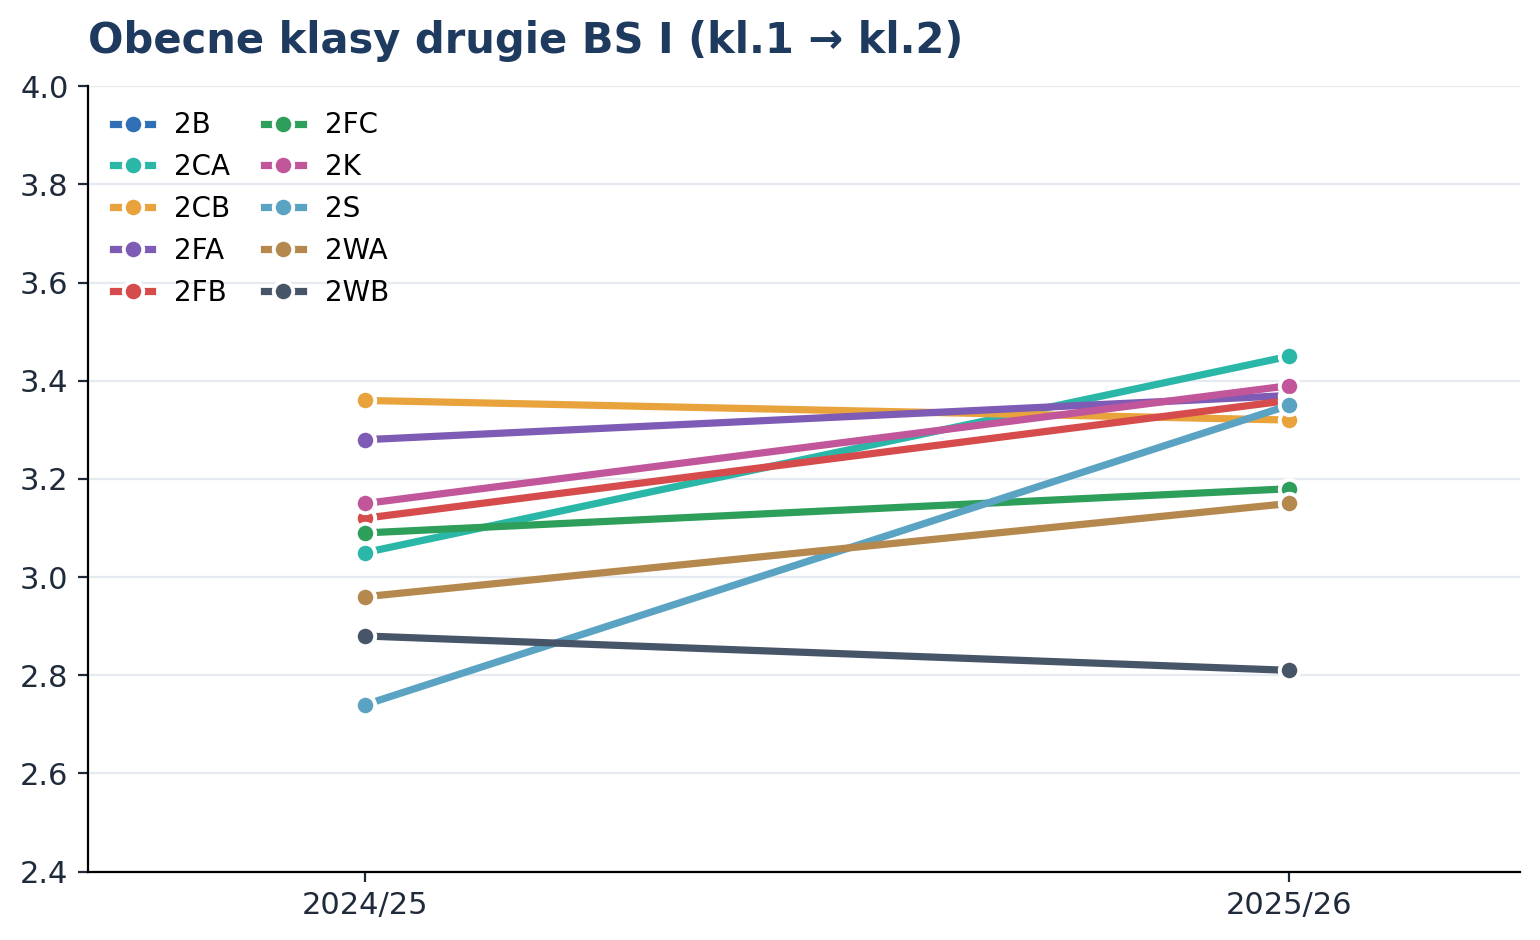 Obecne klasy drugie BS I (kl.1 → kl.2)
4.0
3.8
3.6
3.4
3.2
3.0
2.8
2.6
2.4
2B
2CA
2CB
2FA
2FB
2FC
2K
2S
2WA
2WB
2024/25
2025/26